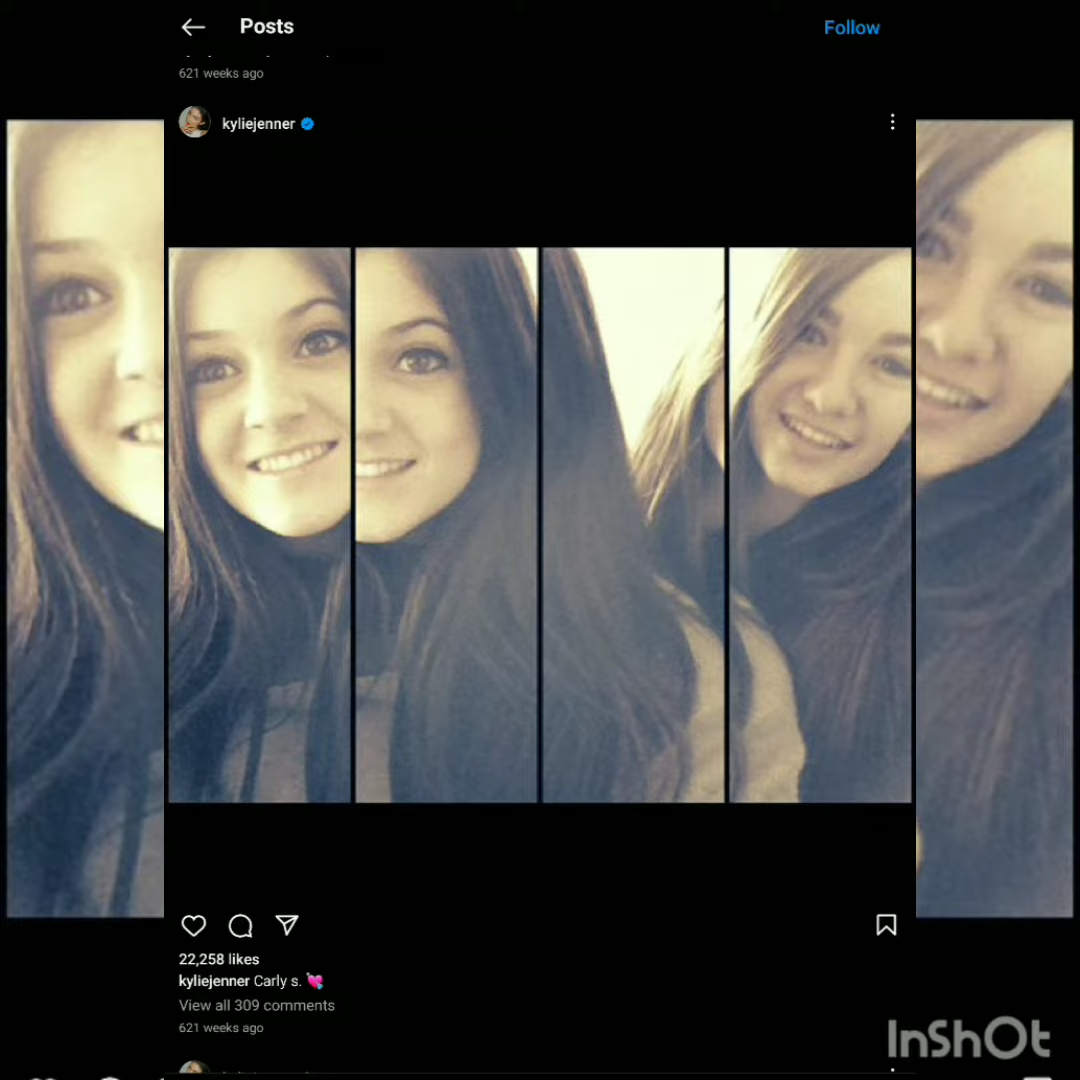 Posts
Follow
621 weeks ago
kyliejenner
22,258 likes
kyliejenner Carly s. 💘
View all 309 comments
621 weeks ago
InShOt